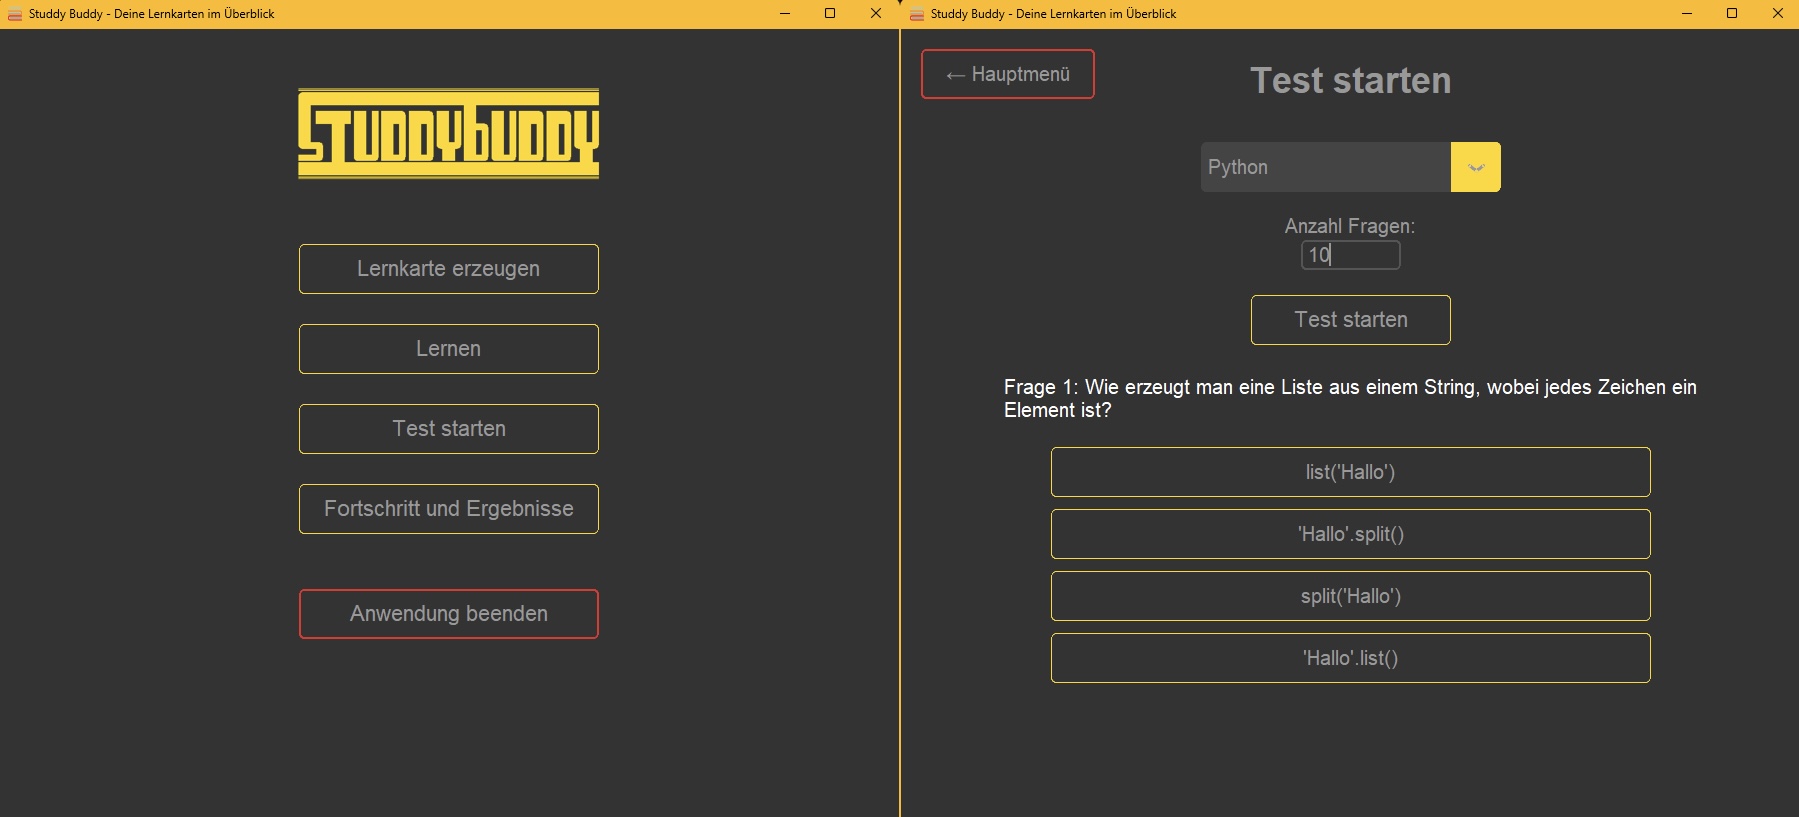 Studdy Buddy - Deine Lernkarten im Überblick
STUDDYbUDDY
Lernkarte erzeugen
Lernen
Test starten
Fortschritt und Ergebnisse
Anwendung beenden
Studdy Buddy - Deine Lernkarten im Überblick
← Hauptmenü
Test starten
Python
Anzahl Fragen:
10
Test starten
Frage 1: Wie erzeugt man eine Liste aus einem String, wobei jedes Zeichen ein
Element ist?
list('Hallo')
'Hallo'.split()
split('Hallo')
'Hallo'.list()